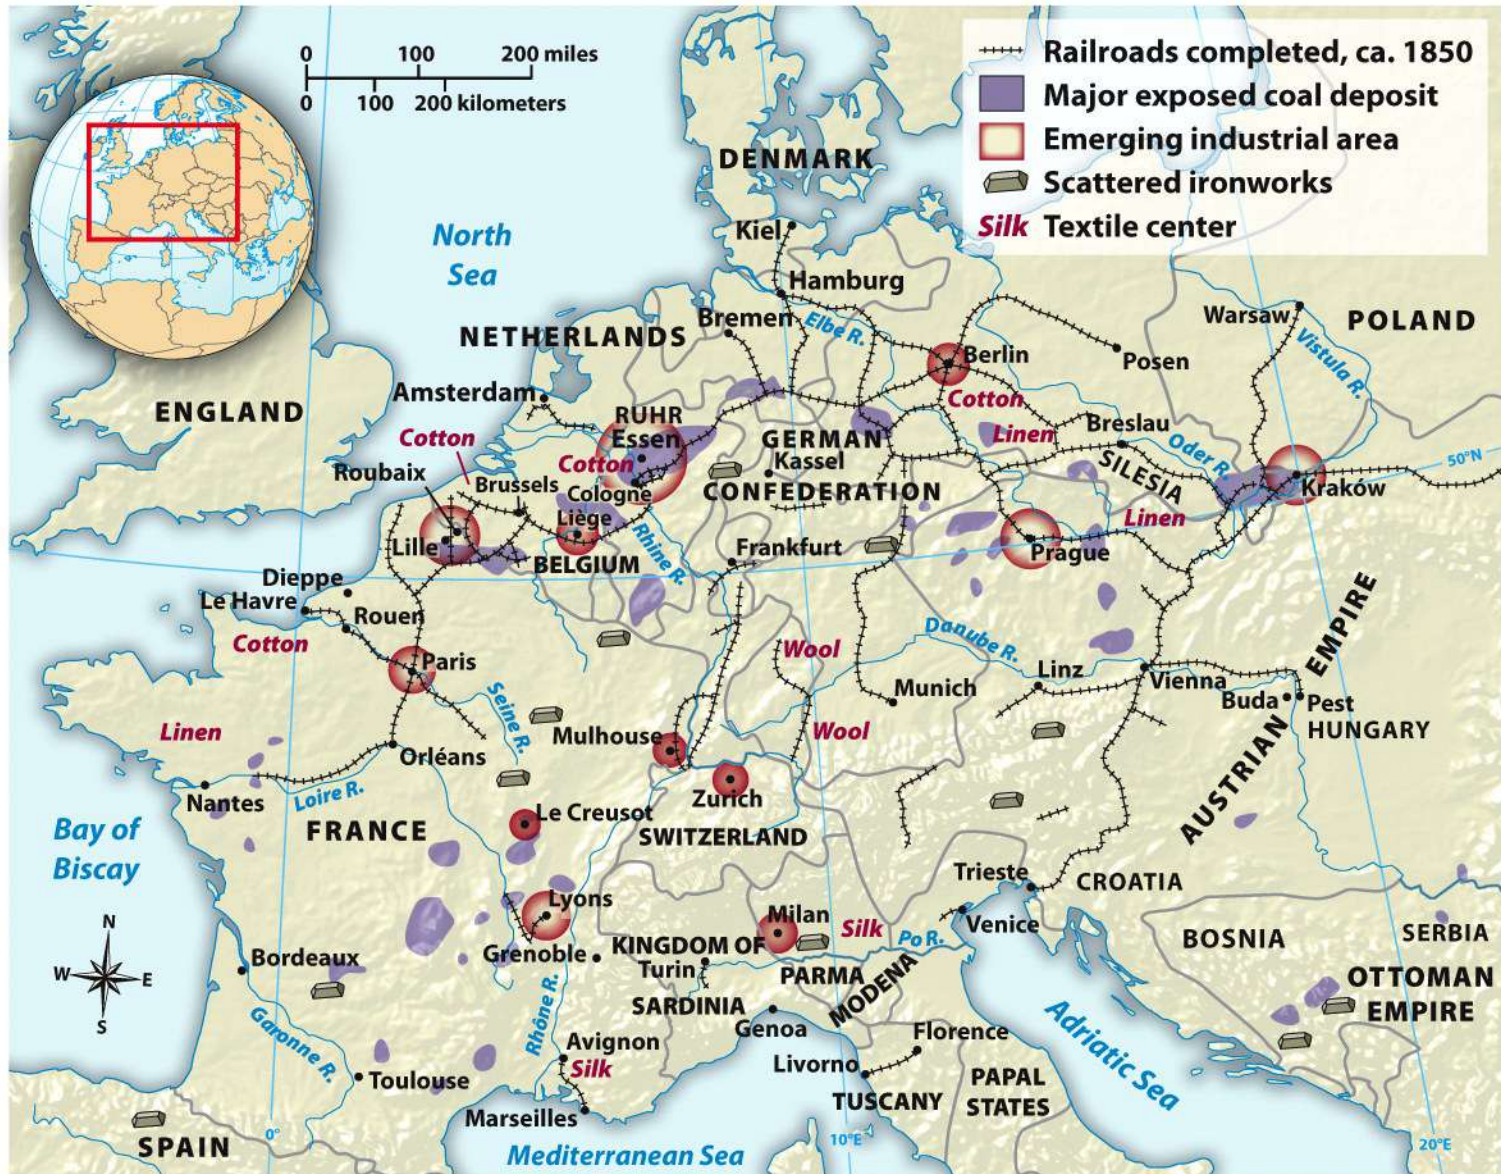 0 100 200 miles
0 100 200 kilometers
Railroads completed, ca. 1850
Major exposed coal deposit
Emerging industrial area
Scattered ironworks
Silk Textile center
DENMARK
North
Sea
Kiel
Hamburg
NETHERLANDS
Bremen
Elbe R.
Warsaw
POLAND
Vistula R.
Berlin
Posen
Amsterdam
ENGLAND
RUHR
Essen
Cotton
Cotton
Cotton
GERMAN
CONFEDERATION
Kassel
Linen
Breslau
Oder R.
SILESIA
50°N
Kraków
Roubaix
Brussels
Cologne
Liège
Lille
BELGIUM
Rhine R.
Frankfurt
Linen
Prague
Dieppe
Le Havre
Rouen
Cotton
Paris
Seine R.
Wool
Danube R.
Linz
Vienna
Munich
Buda
Pest
HUNGARY
AUSTRIAN
EMPIRE
Linen
Orléans
Mulhouse
Wool
Nantes
Loire R.
Zurich
SWITZERLAND
Le Creusot
FRANCE
Bay of
Biscay
Trieste
CROATIA
Lyons
Milan
Silk
Po R.
Venice
N
W
E
S
Grenoble
KINGDOM OF
SARDINIA
Turin
PARMA
MODENA
BOSNIA
SERBIA
OTTOMAN
EMPIRE
Bordeaux
Garonne R.
Rhône R.
Genoa
Florence
Adriatic Sea
Avignon
Silk
Livorno
Toulouse
TUSCANY
PAPAL
STATES
Marseilles
SPAIN
0°
Mediterranean Sea
10°E
20°E